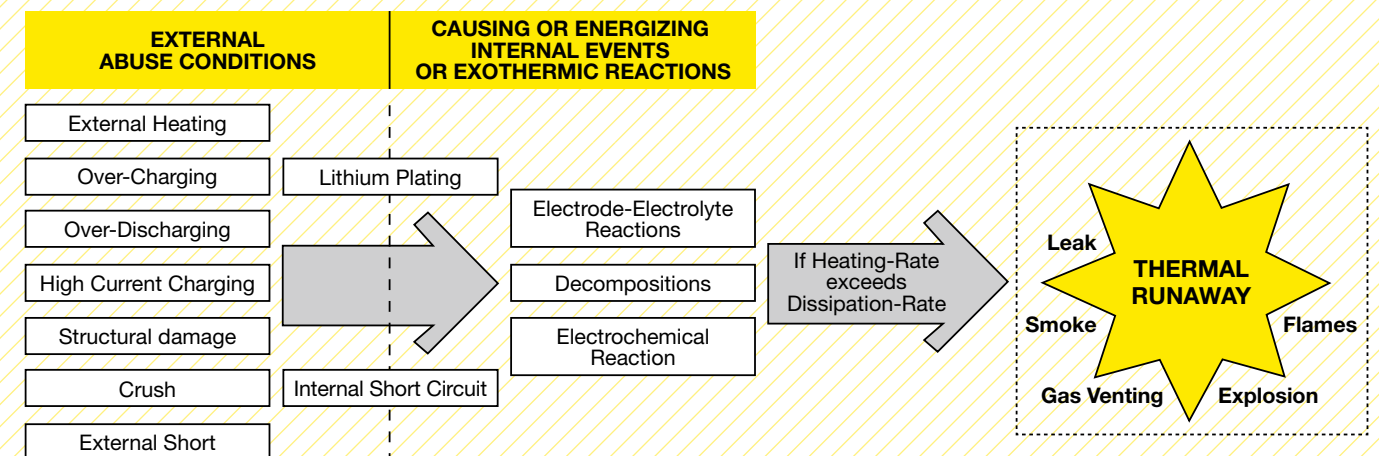 EXTERNAL
ABUSE CONDITIONS
CAUSING OR ENERGIZING
INTERNAL EVENTS
OR EXOTHERMIC REACTIONS
External Heating
Over-Charging
Over-Discharging
High Current Charging
Structural damage
Crush
External Short
Lithium Plating
Internal Short Circuit
Electrode-Electrolyte
Reactions
Decompositions
Electrochemical
Reaction
If Heating-Rate
exceeds
Dissipation-Rate
THERMAL
RUNAWAY
Leak
Smoke
Gas Venting
Explosion
Flames